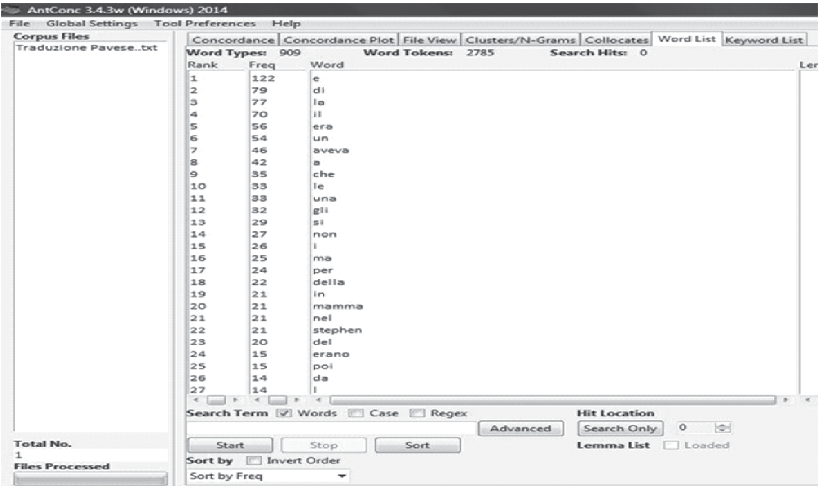 AntConc 3.4.3w (Windows) 2014
File Global Settings Tool Preferences Help
Corpus Files
Traduzione Pavese..txt
Concordance Concordance Plot File View Clusters/N-Grams Collocates Word List Keyword List
Word Types: 909 Word Tokens: 2785 Search Hits: 0
Rank Freq Word Ler
1 122 e
2 79 di
3 77 la
4 70 il
5 56 era
6 54 un
7 46 aveva
8 42 a
9 35 che
10 33 le
11 33 una
12 32 gli
13 29 si
14 27 non
15 26 i
16 25 ma
17 24 per
18 22 della
19 21 in
20 21 mamma
21 21 nel
22 21 stephen
23 20 del
24 15 erano
25 15 poi
26 14 da
27 14 l
Search Term Words Case Regex Hit Location
Advanced Search Only 0
Total No.
1
Start Stop Sort Lemma List Loaded
Files Processed
Sort by Invert Order
Sort by Freq